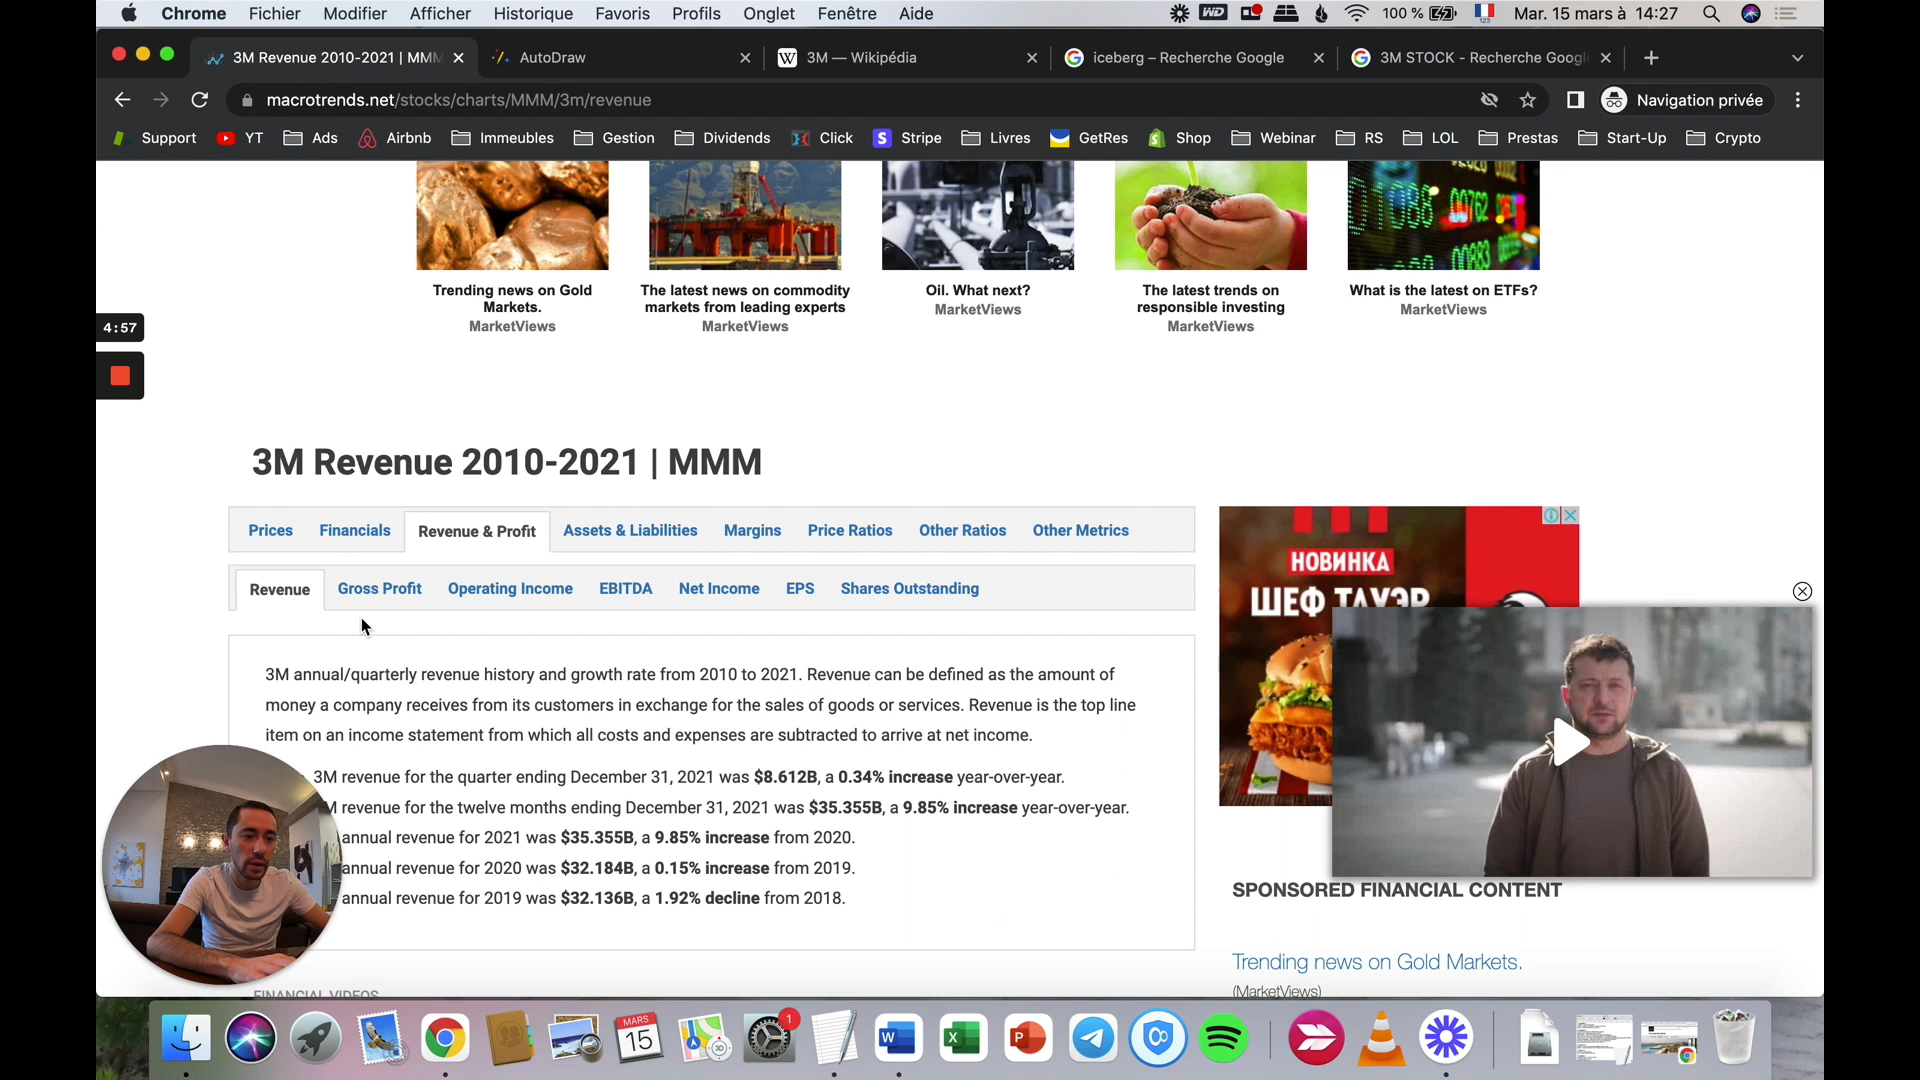 Chrome Fichier Modifier Afficher Historique Favoris Profils Onglet Fenêtre Aide
WD 100 % 123 Mar. 15 mars à 14:27
3M Revenue 2010-2021 | MMM
AutoDraw
W 3M — Wikipédia
iceberg – Recherche Google
3M STOCK - Recherche Google
macrotrends.net/stocks/charts/MMM/3m/revenue
Navigation privée
Support YT Ads Airbnb Immeubles Gestion Dividends Click S Stripe Livres GetRes Shop Webinar RS LOL Prestas Start-Up Crypto
Trending news on Gold
Markets.
MarketViews
The latest news on commodity
markets from leading experts
MarketViews
Oil. What next?
MarketViews
The latest trends on
responsible investing
MarketViews
What is the latest on ETFs?
MarketViews
4:57
3M Revenue 2010-2021 | MMM
Prices Financials Revenue & Profit Assets & Liabilities Margins Price Ratios Other Ratios Other Metrics
Revenue Gross Profit Operating Income EBITDA Net Income EPS Shares Outstanding
3M annual/quarterly revenue history and growth rate from 2010 to 2021. Revenue can be defined as the amount of
money a company receives from its customers in exchange for the sales of goods or services. Revenue is the top line
item on an income statement from which all costs and expenses are subtracted to arrive at net income.
3M revenue for the quarter ending December 31, 2021 was $8.612B, a 0.34% increase year-over-year.
M revenue for the twelve months ending December 31, 2021 was $35.355B, a 9.85% increase year-over-year.
annual revenue for 2021 was $35.355B, a 9.85% increase from 2020.
annual revenue for 2020 was $32.184B, a 0.15% increase from 2019.
annual revenue for 2019 was $32.136B, a 1.92% decline from 2018.
НОВИНКА
ШЕФ ТАУЭР
SPONSORED FINANCIAL CONTENT
Trending news on Gold Markets.
(MarketViews)
FINANCIAL VIDEOS
MARS
15
3D
1
W
X
P